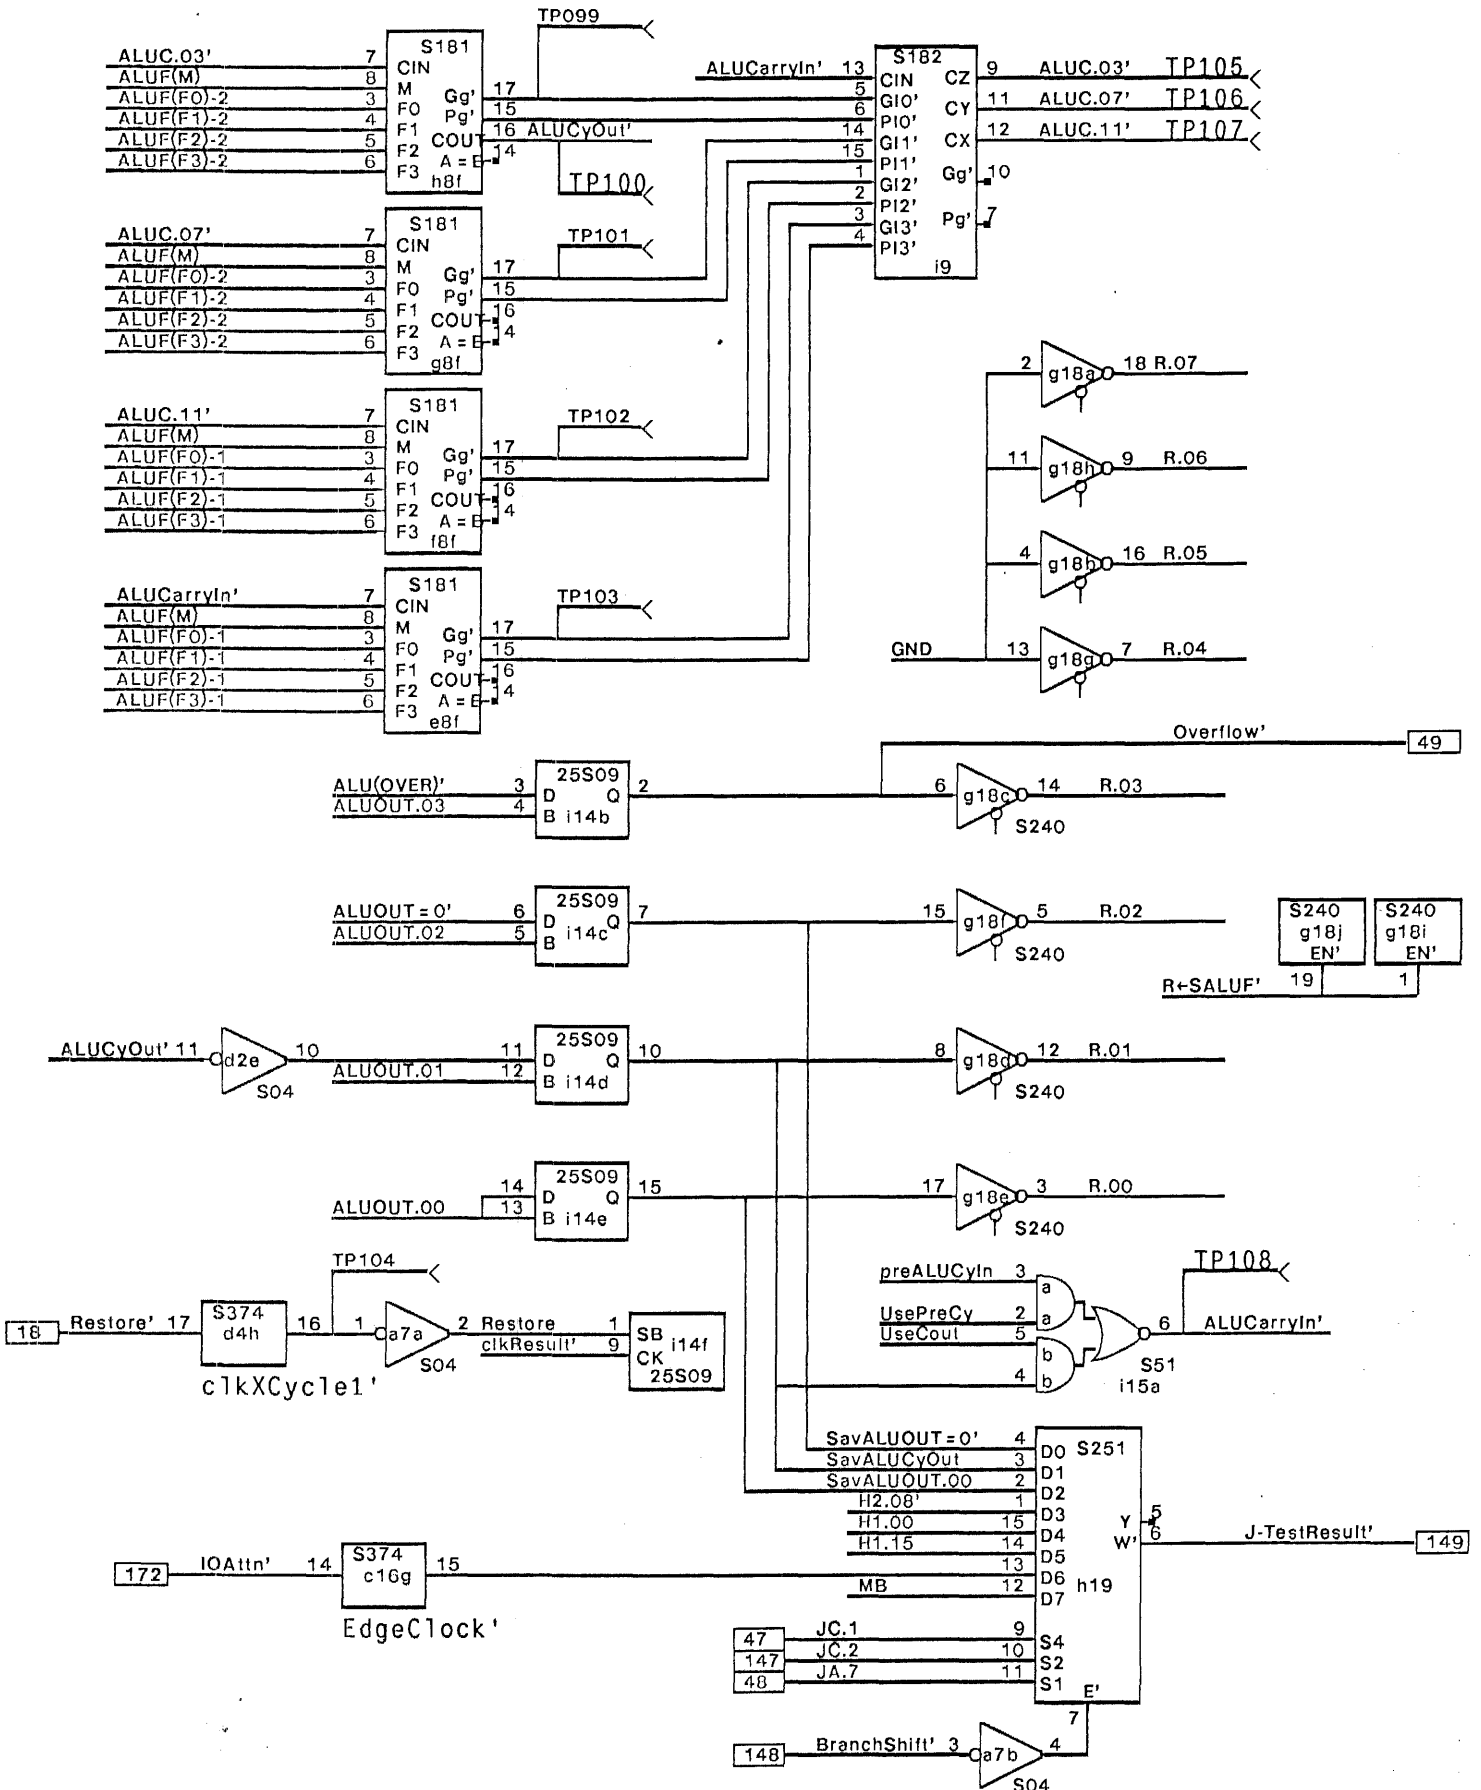 TP099
ALUC.03' 7 CIN S181
ALUF(M) 8 M
ALUF(F0)-2 3 F0 Gg' 17
ALUF(F1)-2 4 F1 Pg' 15
ALUF(F2)-2 5 F2 COUT 16 ALUCyOut'
ALUF(F3)-2 6 F3 A = E 14
h8f
TP100
ALUCarryIn' 13 CIN S182 CZ 9 ALUC.03' TP105
5 GI0' CY 11 ALUC.07' TP106
6 PI0'
14 GI1' CX 12 ALUC.11' TP107
15 PI1'
1 GI2' Gg' 10
2 PI2'
3 GI3' Pg' 7
4 PI3'
i9
ALUC.07' 7 CIN S181
ALUF(M) 8 M
ALUF(F0)-2 3 F0 Gg' 17 TP101
ALUF(F1)-2 4 F1 Pg' 15
ALUF(F2)-2 5 F2 COUT 16
ALUF(F3)-2 6 F3 A = E 14
g8f
ALUC.11' 7 CIN S181
ALUF(M) 8 M
ALUF(F0)-1 3 F0 Gg' 17 TP102
ALUF(F1)-1 4 F1 Pg' 15
ALUF(F2)-1 5 F2 COUT 16
ALUF(F3)-1 6 F3 A = E 14
f8f
ALUCarryIn' 7 CIN S181
ALUF(M) 8 M
ALUF(F0)-1 3 F0 Gg' 17 TP103
ALUF(F1)-1 4 F1 Pg' 15
ALUF(F2)-1 5 F2 COUT 16
ALUF(F3)-1 6 F3 A = E 14
e8f
2 g18a 18 R.07
11 g18h 9 R.06
4 g18b 16 R.05
GND 13 g18g 7 R.04
Overflow' 49
ALU(OVER)' 3 D 25S09 Q 2 6 g18c 14 R.03
ALUOUT.03 4 B i14b S240
ALUOUT=0' 6 D 25S09 Q 7 15 g18f 5 R.02
ALUOUT.02 5 B i14c S240
S240 S240
g18j g18i
EN' EN'
R←SALUF' 19 1
ALUCyOut' 11 d2e 10 11 D 25S09 Q 10 8 g18d 12 R.01
S04 ALUOUT.01 12 B i14d S240
14 D 25S09 Q 15 17 g18e 3 R.00
ALUOUT.00 13 B i14e S240
TP104
18 Restore' 17 S374 d4h 16 1 a7a 2 Restore 1 SB i14f
S04 clkResult' 9 CK 25S09
clkXCycle1'
preALUCyIn 3 a TP108
UsePreCy 2 a
UseCout 5 b 6 ALUCarryIn'
4 b S51
i15a
SavALUOUT=0' 4 D0 S251
SavALUCyOut 3 D1
SavALUOUT.00 2 D2
H2.08' 1 D3 Y 5
H1.00 15 D4 W' 6 J-TestResult' 149
H1.15 14 D5
172 IOAttn' 14 S374 c16g 15 13 D6 h19
MB 12 D7
EdgeClock'
47 JC.1 9 S4
147 JC.2 10 S2
48 JA.7 11 S1
E'
7
148 BranchShift' 3 a7b 4
S04